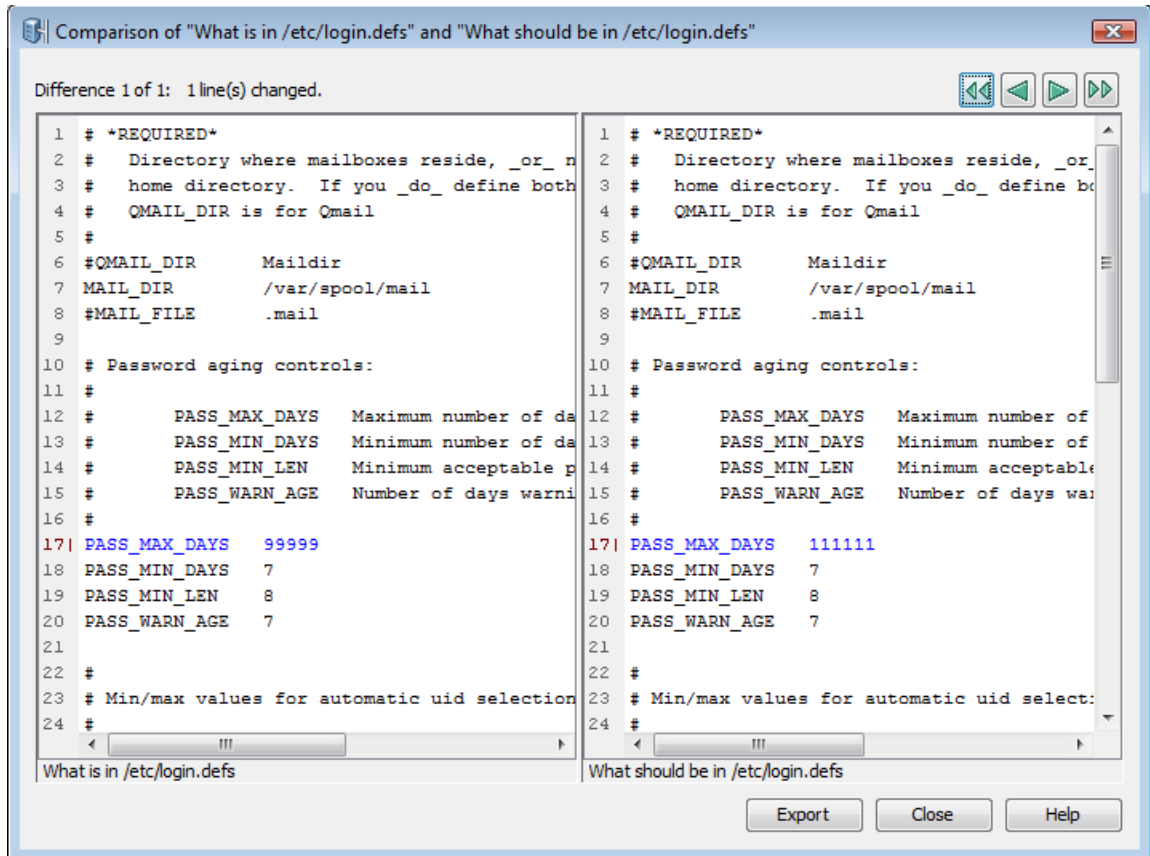 Comparison of "What is in /etc/login.defs" and "What should be in /etc/login.defs"
Difference 1 of 1:   1 line(s) changed.
1 # *REQUIRED*
2 #   Directory where mailboxes reside, _or_ n
3 #   home directory.  If you _do_ define both
4 #   QMAIL_DIR is for Qmail
5 #
6 #QMAIL_DIR      Maildir
7 MAIL_DIR        /var/spool/mail
8 #MAIL_FILE      .mail
9
10 # Password aging controls:
11 #
12 #       PASS_MAX_DAYS   Maximum number of da
13 #       PASS_MIN_DAYS   Minimum number of da
14 #       PASS_MIN_LEN    Minimum acceptable p
15 #       PASS_WARN_AGE   Number of days warni
16 #
17| PASS_MAX_DAYS   99999
18 PASS_MIN_DAYS   7
19 PASS_MIN_LEN    8
20 PASS_WARN_AGE   7
21
22 #
23 # Min/max values for automatic uid selection
24 #
What is in /etc/login.defs
1 # *REQUIRED*
2 #   Directory where mailboxes reside, _or_
3 #   home directory.  If you _do_ define bo
4 #   QMAIL_DIR is for Qmail
5 #
6 #QMAIL_DIR      Maildir
7 MAIL_DIR        /var/spool/mail
8 #MAIL_FILE      .mail
9
10 # Password aging controls:
11 #
12 #       PASS_MAX_DAYS   Maximum number of
13 #       PASS_MIN_DAYS   Minimum number of
14 #       PASS_MIN_LEN    Minimum acceptable
15 #       PASS_WARN_AGE   Number of days war
16 #
17| PASS_MAX_DAYS   111111
18 PASS_MIN_DAYS   7
19 PASS_MIN_LEN    8
20 PASS_WARN_AGE   7
21
22 #
23 # Min/max values for automatic uid select
24 #
What should be in /etc/login.defs
Export
Close
Help